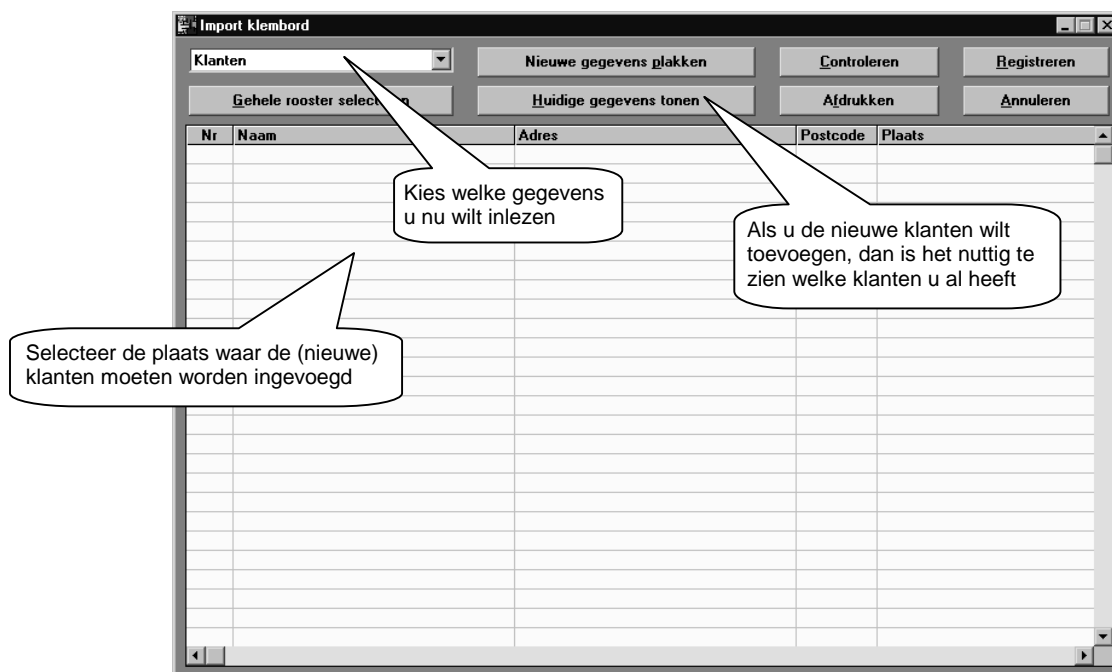 Import klembord
Klanten
Nieuwe gegevens plakken
Controleren
Registreren
Gehele rooster
Huidige gegevens tonen
Afdrukken
Annuleren
Nr Naam Adres Postcode Plaats
Kies welke gegevens
u nu wilt inlezen
Als u de nieuwe klanten wilt
toevoegen, dan is het nuttig te
zien welke klanten u al heeft
Selecteer de plaats waar de (nieuwe)
klanten moeten worden ingevoegd